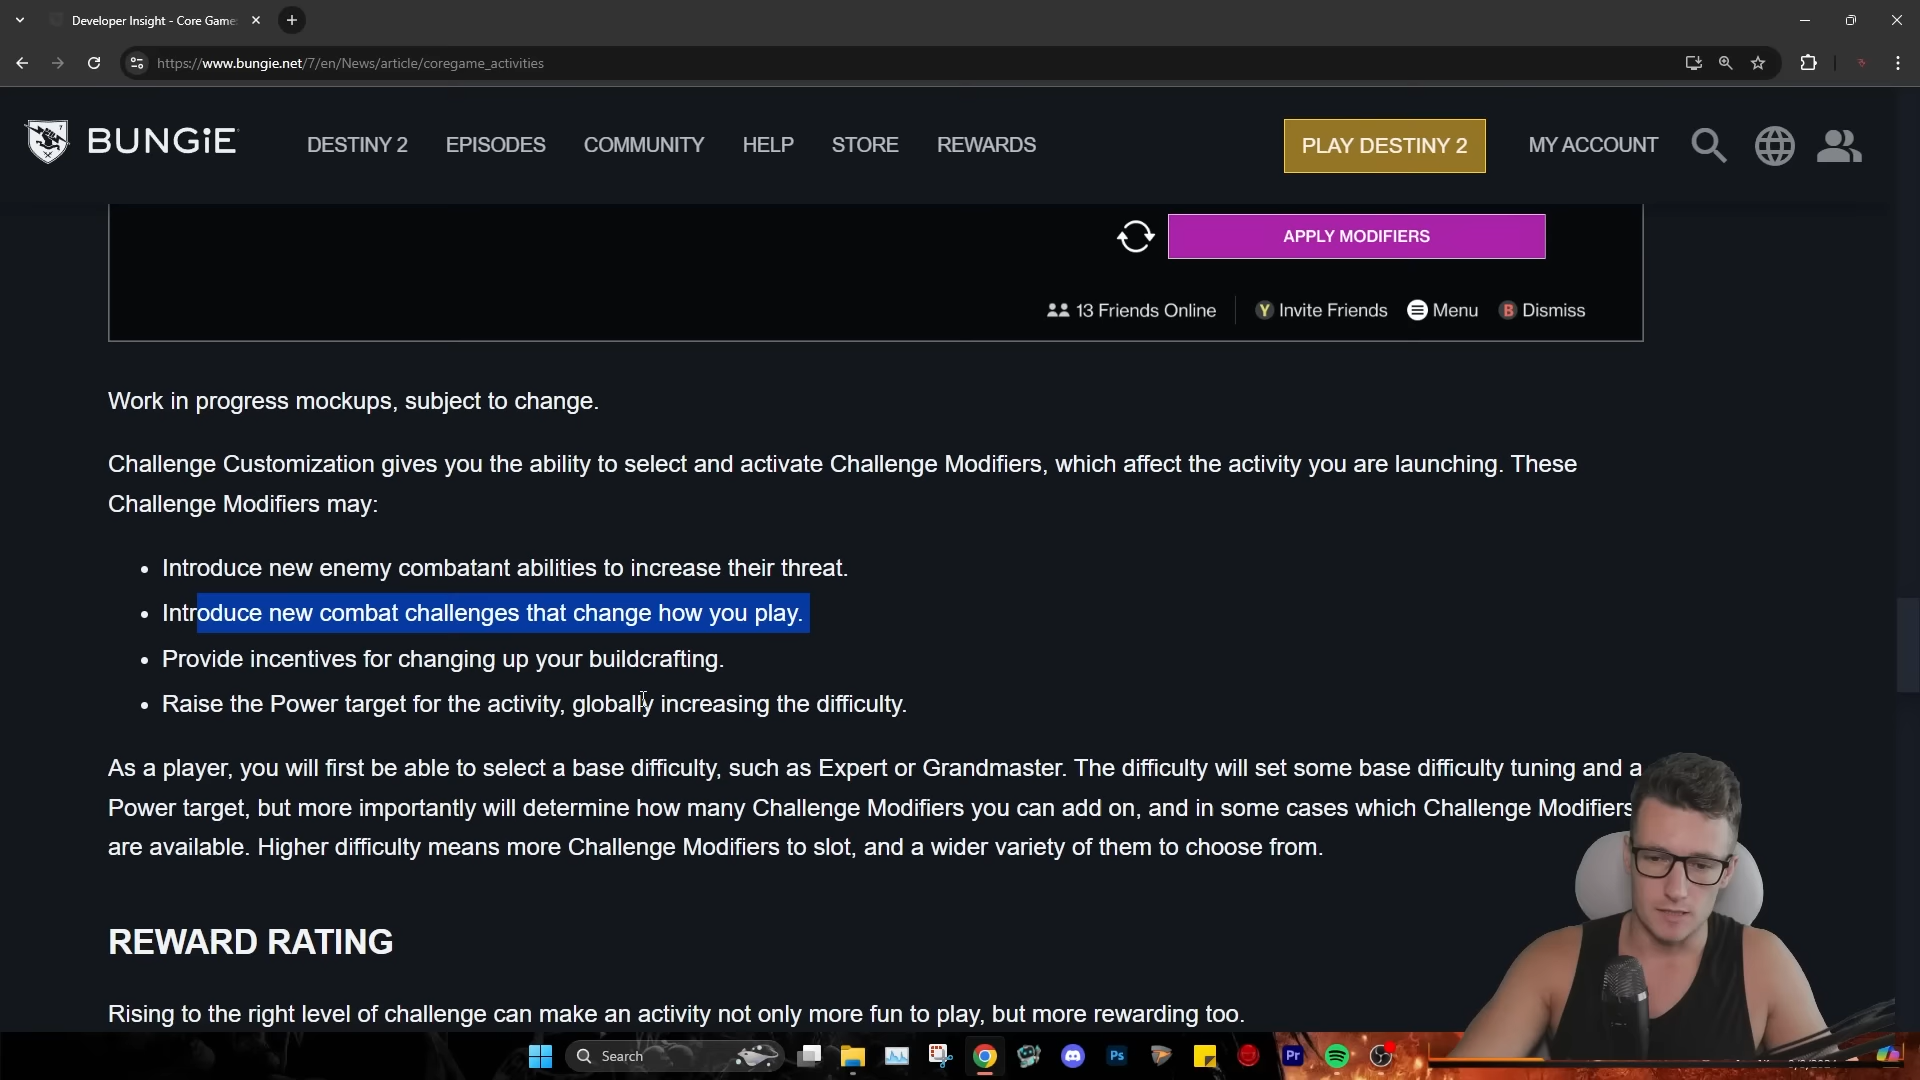 Developer Insight - Core Game
https://www.bungie.net/7/en/News/article/coregame_activities
BUNGiE
DESTINY 2
EPISODES
COMMUNITY
HELP
STORE
REWARDS
PLAY DESTINY 2
MY ACCOUNT
APPLY MODIFIERS
13 Friends Online
Y Invite Friends
Menu
B Dismiss
Work in progress mockups, subject to change.
Challenge Customization gives you the ability to select and activate Challenge Modifiers, which affect the activity you are launching. These
Challenge Modifiers may:
• Introduce new enemy combatant abilities to increase their threat.
• Introduce new combat challenges that change how you play.
• Provide incentives for changing up your buildcrafting.
• Raise the Power target for the activity, globally increasing the difficulty.
As a player, you will first be able to select a base difficulty, such as Expert or Grandmaster. The difficulty will set some base difficulty tuning and a
Power target, but more importantly will determine how many Challenge Modifiers you can add on, and in some cases which Challenge Modifiers
are available. Higher difficulty means more Challenge Modifiers to slot, and a wider variety of them to choose from.
REWARD RATING
Rising to the right level of challenge can make an activity not only more fun to play, but more rewarding too.
Search
Ps
Pr